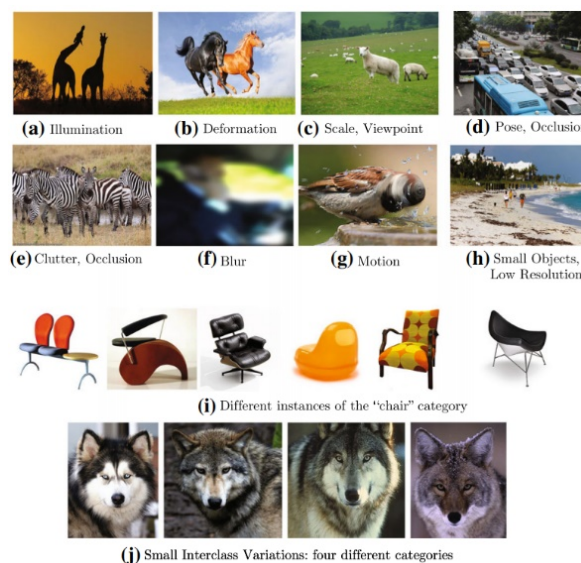 (a) Illumination
(b) Deformation
(c) Scale, Viewpoint
(d) Pose, Occlusion
(e) Clutter, Occlusion
(f) Blur
(g) Motion
(h) Small Objects,
Low Resolution
(i) Different instances of the “chair” category
(j) Small Interclass Variations: four different categories